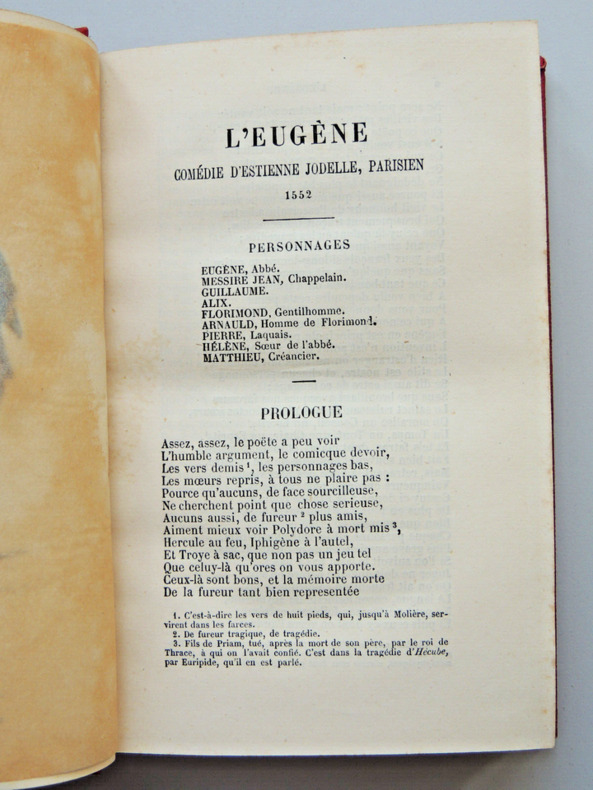 L'EUGÈNE
COMÉDIE D'ESTIENNE JODELLE, PARISIEN
1552
PERSONNAGES
EUGÈNE, Abbé.
MESSIRE JEAN, Chappelain.
GUILLAUME.
ALIX.
FLORIMOND, Gentilhomme.
ARNAULD, Homme de Florimond.
PIERRE, Laquais.
HÉLÈNE, Sœur de l'abbé.
MATTHIEU, Créancier.
PROLOGUE
Assez, assez, le poëte a peu voir
L'humble argument, le comicque devoir,
Les vers demis ¹, les personnages bas,
Les mœurs repris, à tous ne plaire pas :
Pource qu'aucuns, de face sourcilleuse,
Ne cherchent point que chose serieuse,
Aucuns aussi, de fureur ² plus amis,
Aiment mieux voir Polydore à mort mis ³,
Hercule au feu, Iphigène à l'autel,
Et Troye à sac, que non pas un jeu tel
Que celuy-là qu'ores on vous apporte.
Ceux-là sont bons, et la mémoire morte
De la fureur tant bien representée
1. C'est-à-dire les vers de huit pieds, qui, jusqu'à Molière, ser-
virent dans les farces.
2. De fureur tragique, de tragédie.
3. Fils de Priam, tué, après la mort de son père, par le roi de
Thrace, à qui on l'avait confié. C'est dans la tragédie d'Hécube,
par Euripide, qu'il en est parlé.